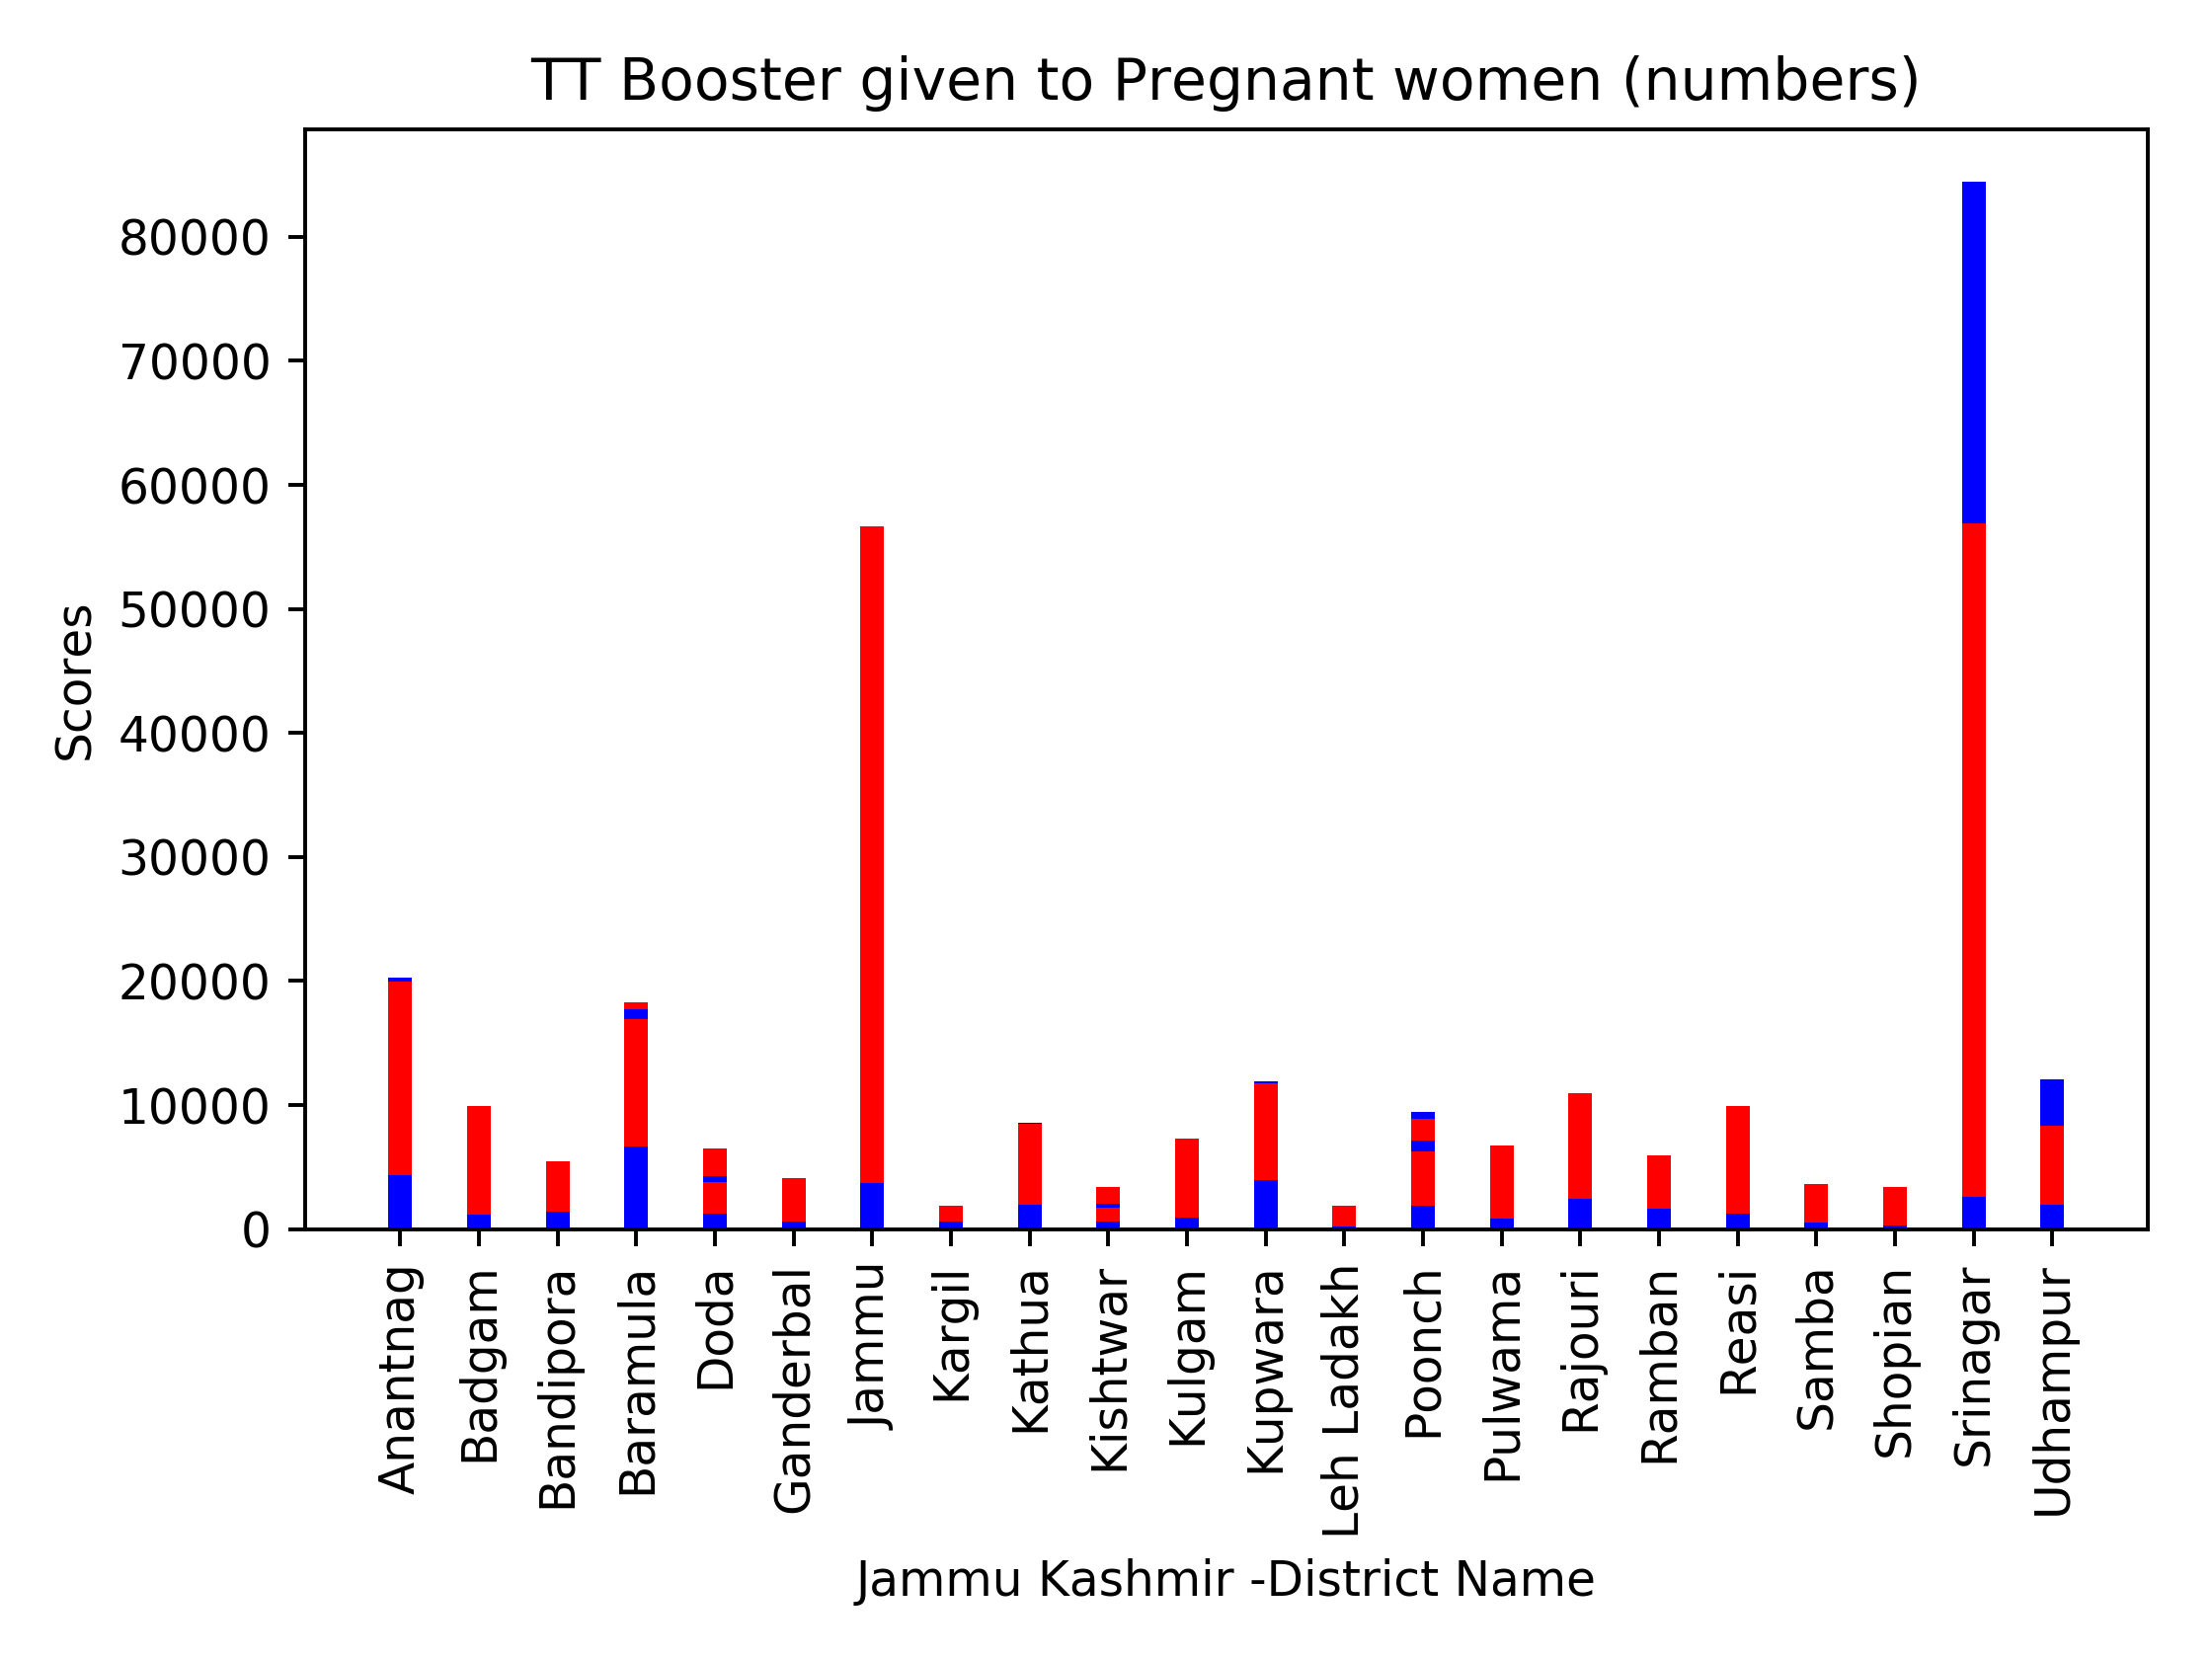 TT Booster given to Pregnant women (numbers)
Scores
80000
70000
60000
50000
40000
30000
20000
10000
0
Anantnag
Badgam
Bandipora
Baramula
Doda
Ganderbal
Jammu
Kargil
Kathua
Kishtwar
Kulgam
Kupwara
Leh Ladakh
Poonch
Pulwama
Rajouri
Ramban
Reasi
Samba
Shopian
Srinagar
Udhampur
Jammu Kashmir -District Name